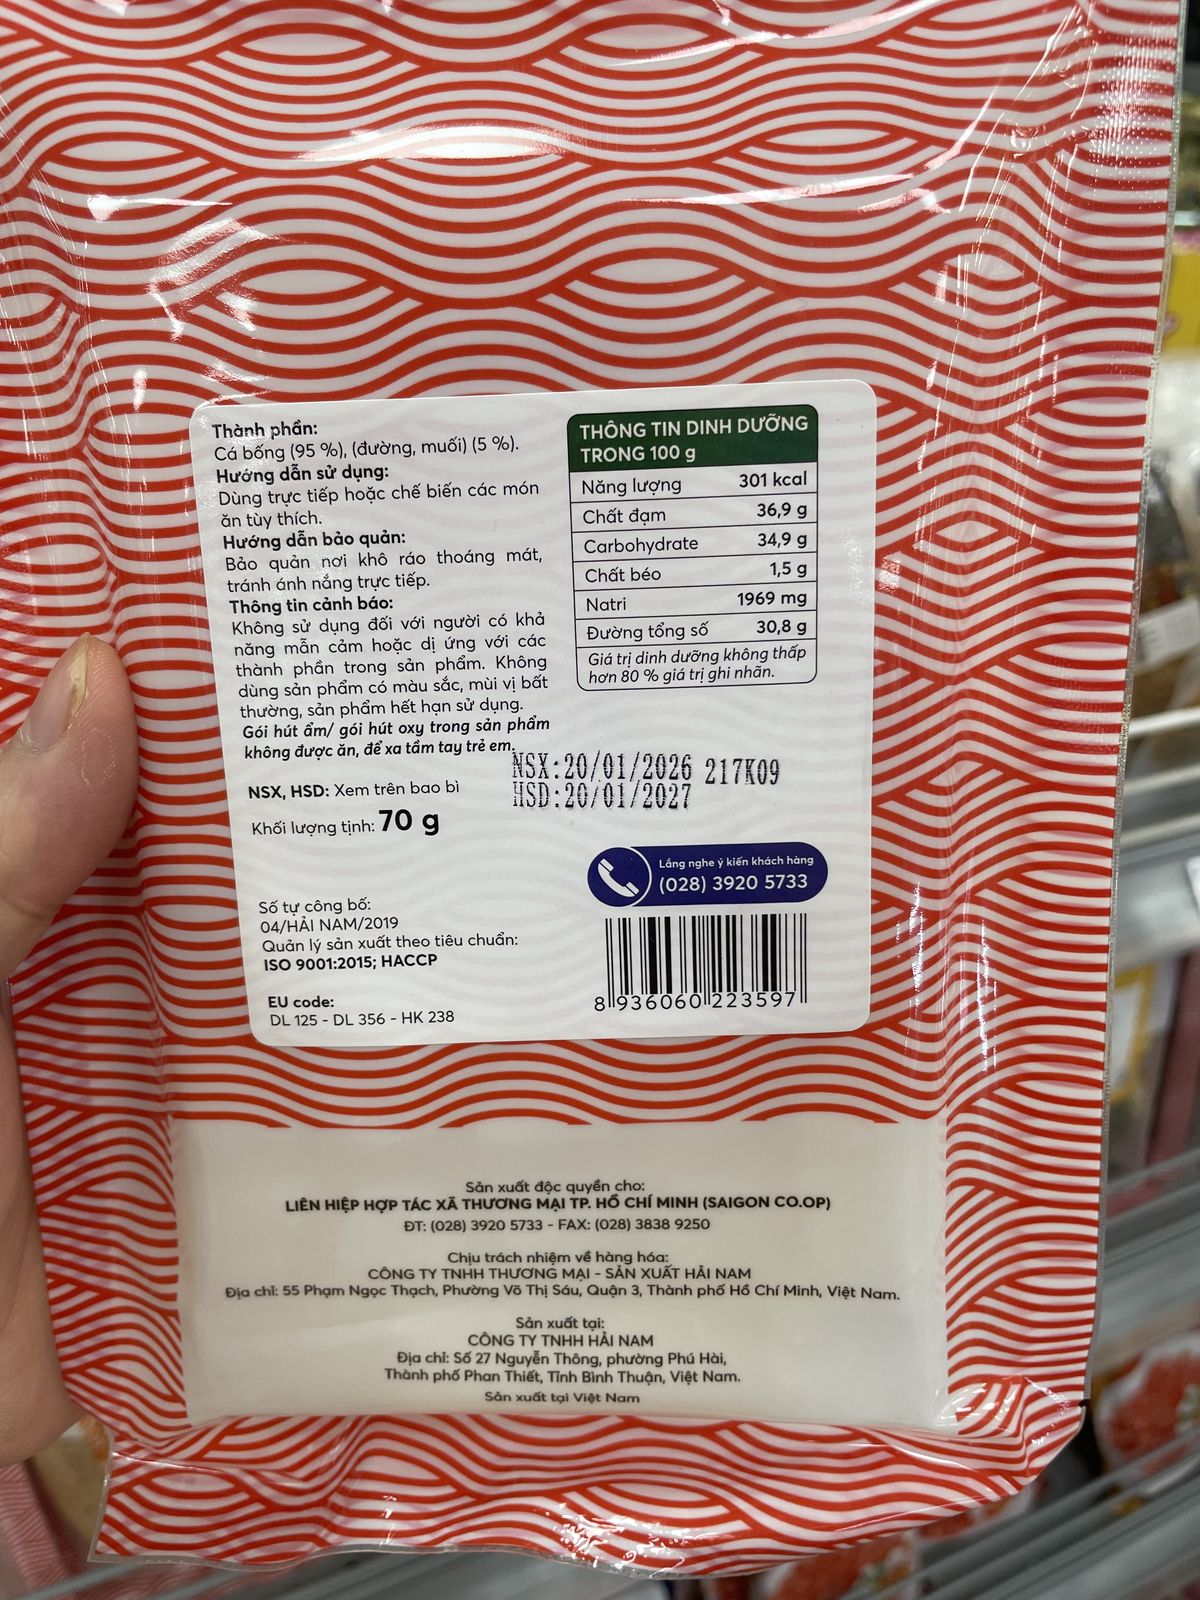 Thành phần:
Cá bống (95 %), (đường, muối) (5 %).
Hướng dẫn sử dụng:
Dùng trực tiếp hoặc chế biến các món
ăn tùy thích.
Hướng dẫn bảo quản:
Bảo quản nơi khô ráo thoáng mát,
tránh ánh nắng trực tiếp.
Thông tin cảnh báo:
Không sử dụng đối với người có khả
năng mẫn cảm hoặc dị ứng với các
thành phần trong sản phẩm. Không
dùng sản phẩm có màu sắc, mùi vị bất
thường, sản phẩm hết hạn sử dụng.
Gói hút ẩm/ gói hút oxy trong sản phẩm
không được ăn, để xa tầm tay trẻ em.
NSX, HSD: Xem trên bao bì
Khối lượng tịnh: 70 g
Số tự công bố:
04/HẢI NAM/2019
Quản lý sản xuất theo tiêu chuẩn:
ISO 9001:2015; HACCP
EU code:
DL 125 - DL 356 - HK 238
THÔNG TIN DINH DƯỠNG
TRONG 100 g
Năng lượng 301 kcal
Chất đạm 36,9 g
Carbohydrate 34,9 g
Chất béo 1,5 g
Natri 1969 mg
Đường tổng số 30,8 g
Giá trị dinh dưỡng không thấp
hơn 80 % giá trị ghi nhãn.
NSX:20/01/2026 217K09
HSD:20/01/2027
Lắng nghe ý kiến khách hàng
(028) 3920 5733
8 936060 223597
Sản xuất độc quyền cho:
LIÊN HIỆP HỢP TÁC XÃ THƯƠNG MẠI TP. HỒ CHÍ MINH (SAIGON CO.OP)
ĐT: (028) 3920 5733 - FAX: (028) 3838 9250
Chịu trách nhiệm về hàng hóa:
CÔNG TY TNHH THƯƠNG MẠI - SẢN XUẤT HẢI NAM
Địa chỉ: 55 Phạm Ngọc Thạch, Phường Võ Thị Sáu, Quận 3, Thành phố Hồ Chí Minh, Việt Nam.
Sản xuất tại:
CÔNG TY TNHH HẢI NAM
Địa chỉ: Số 27 Nguyễn Thông, phường Phú Hài,
Thành phố Phan Thiết, Tỉnh Bình Thuận, Việt Nam.
Sản xuất tại Việt Nam